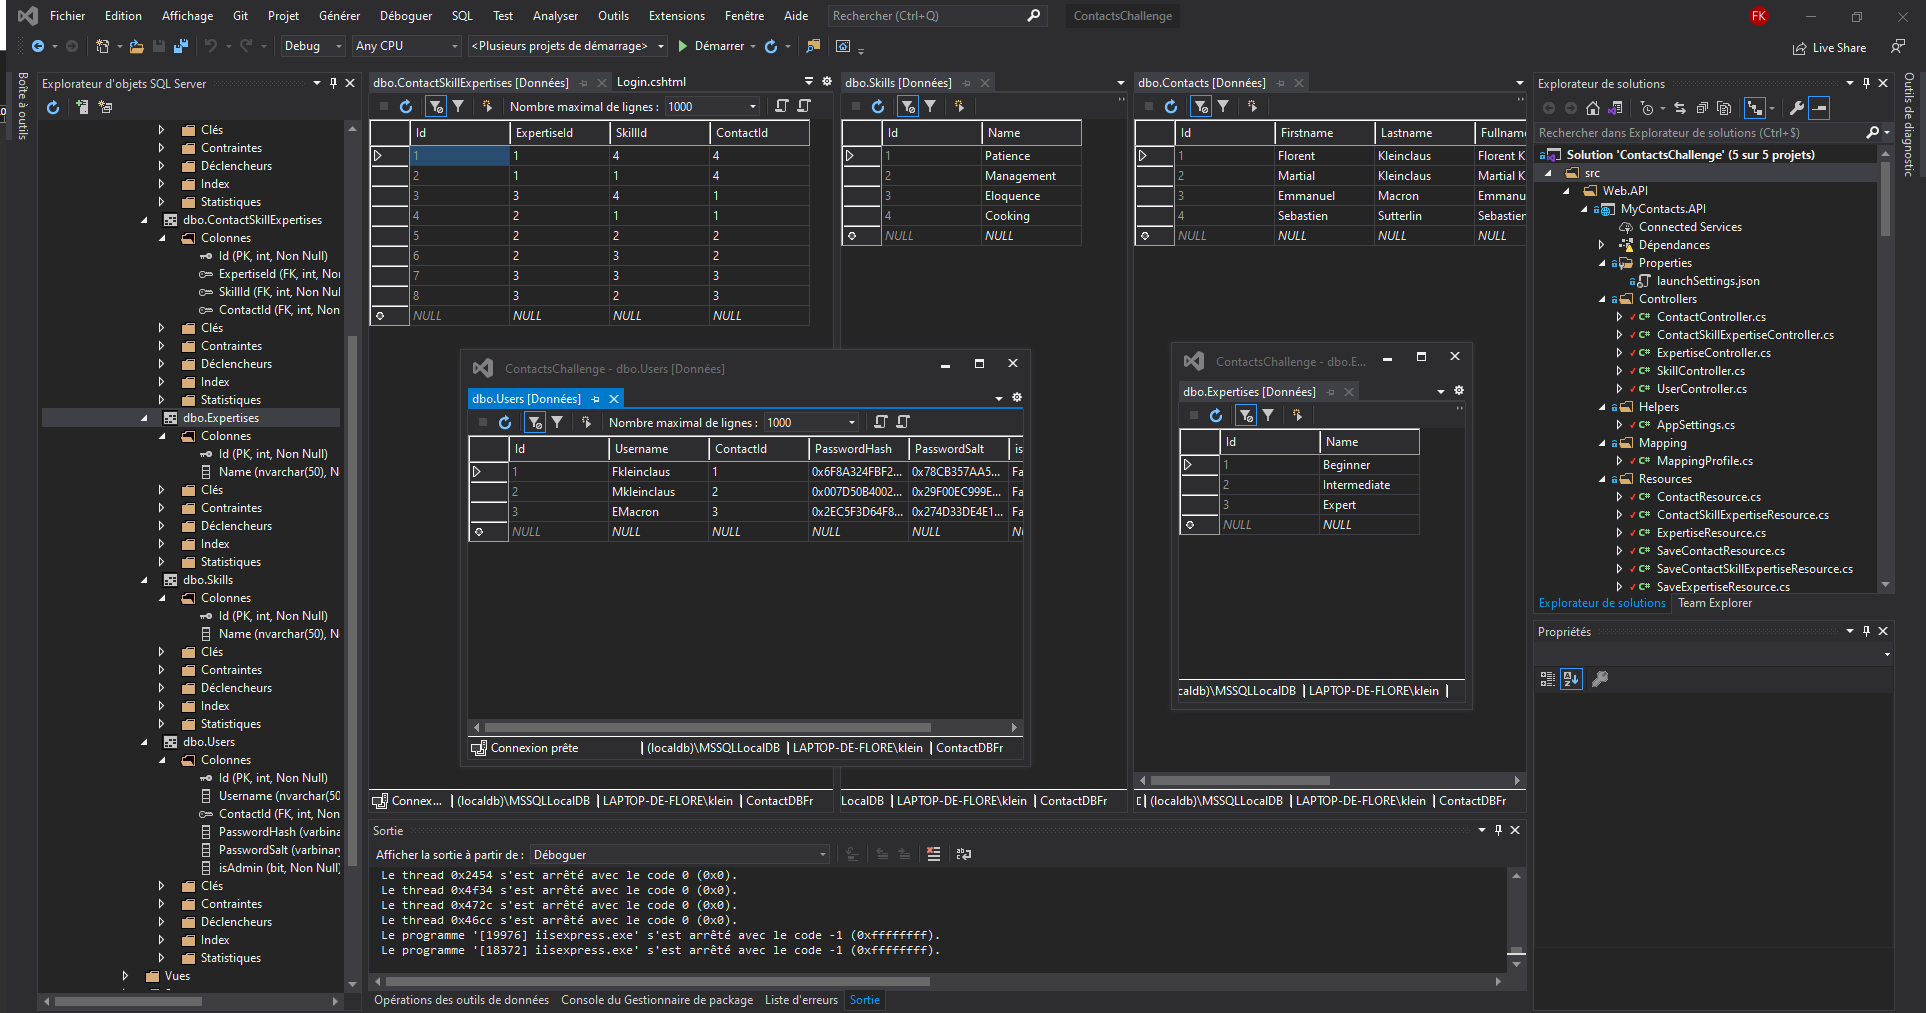 Fichier Edition Affichage Git Projet Générer Déboguer SQL Test Analyser Outils Extensions Fenêtre Aide Rechercher (Ctrl+Q) ContactsChallenge FK
Debug Any CPU <Plusieurs projets de démarrage> Démarrer Live Share
Boîte à outils
Explorateur d'objets SQL Server
Clés
Contraintes
Déclencheurs
Index
Statistiques
dbo.ContactSkillExpertises
Colonnes
Id (PK, int, Non Null)
ExpertiseId (FK, int, Nor
SkillId (FK, int, Non Nul
ContactId (FK, int, Non
Clés
Contraintes
Déclencheurs
Index
Statistiques
dbo.Expertises
Colonnes
Id (PK, int, Non Null)
Name (nvarchar(50), N
Clés
Contraintes
Déclencheurs
Index
Statistiques
dbo.Skills
Colonnes
Id (PK, int, Non Null)
Name (nvarchar(50), N
Clés
Contraintes
Déclencheurs
Index
Statistiques
dbo.Users
Colonnes
Id (PK, int, Non Null)
Username (nvarchar(50
ContactId (FK, int, Non
PasswordHash (varbina
PasswordSalt (varbinary
isAdmin (bit, Non Null)
Clés
Contraintes
Déclencheurs
Index
Statistiques
Vues
dbo.ContactSkillExpertises [Données] Login.cshtml
Nombre maximal de lignes : 1000
Id ExpertiseId SkillId ContactId
1 1 4 4
2 1 1 4
3 3 4 1
4 2 1 1
5 2 2 2
6 2 3 2
7 3 3 3
8 3 2 3
NULL NULL NULL NULL
dbo.Skills [Données]
Id Name
1 Patience
2 Management
3 Eloquence
4 Cooking
NULL NULL
dbo.Contacts [Données]
Id Firstname Lastname Fullname
1 Florent Kleinclaus Florent K
2 Martial Kleinclaus Martial K
3 Emmanuel Macron Emmanu
4 Sebastien Sutterlin Sebastien
NULL NULL NULL NULL
ContactsChallenge - dbo.Users [Données]
dbo.Users [Données]
Nombre maximal de lignes : 1000
Id Username ContactId PasswordHash PasswordSalt is
1 Fkleinclaus 1 0x6F8A324FBF2... 0x78CB357AA5... Fa
2 Mkleinclaus 2 0x007D50B4002... 0x29F00EC999E... Fa
3 EMacron 3 0x2EC5F3D64F8... 0x274D33DE4E1... Fa
NULL NULL NULL NULL NULL
Connexion prête (localdb)\MSSQLLocalDB LAPTOP-DE-FLORE\klein ContactDBFr
ContactsChallenge - dbo.E...
dbo.Expertises [Données]
Id Name
1 Beginner
2 Intermediate
3 Expert
NULL NULL
caldb)\MSSQLLocalDB LAPTOP-DE-FLORE\klein
Connex... (localdb)\MSSQLLocalDB LAPTOP-DE-FLORE\klein ContactDBFr
LocalDB LAPTOP-DE-FLORE\klein ContactDBFr
(localdb)\MSSQLLocalDB LAPTOP-DE-FLORE\klein ContactDBFr
Sortie
Afficher la sortie à partir de : Déboguer
Le thread 0x2454 s'est arrêté avec le code 0 (0x0).
Le thread 0x4f34 s'est arrêté avec le code 0 (0x0).
Le thread 0x472c s'est arrêté avec le code 0 (0x0).
Le thread 0x46cc s'est arrêté avec le code 0 (0x0).
Le programme '[19976] iisexpress.exe' s'est arrêté avec le code -1 (0xffffffff).
Le programme '[18372] iisexpress.exe' s'est arrêté avec le code -1 (0xffffffff).
Opérations des outils de données Console du Gestionnaire de package Liste d'erreurs Sortie
Explorateur de solutions
Rechercher dans Explorateur de solutions (Ctrl+$)
Solution 'ContactsChallenge' (5 sur 5 projets)
src
Web.API
MyContacts.API
Connected Services
Dépendances
Properties
launchSettings.json
Controllers
ContactController.cs
ContactSkillExpertiseController.cs
ExpertiseController.cs
SkillController.cs
UserController.cs
Helpers
AppSettings.cs
Mapping
MappingProfile.cs
Resources
ContactResource.cs
ContactSkillExpertiseResource.cs
ExpertiseResource.cs
SaveContactResource.cs
SaveContactSkillExpertiseResource.cs
SaveExpertiseResource.cs
Explorateur de solutions Team Explorer
Propriétés
Outils de diagnostic